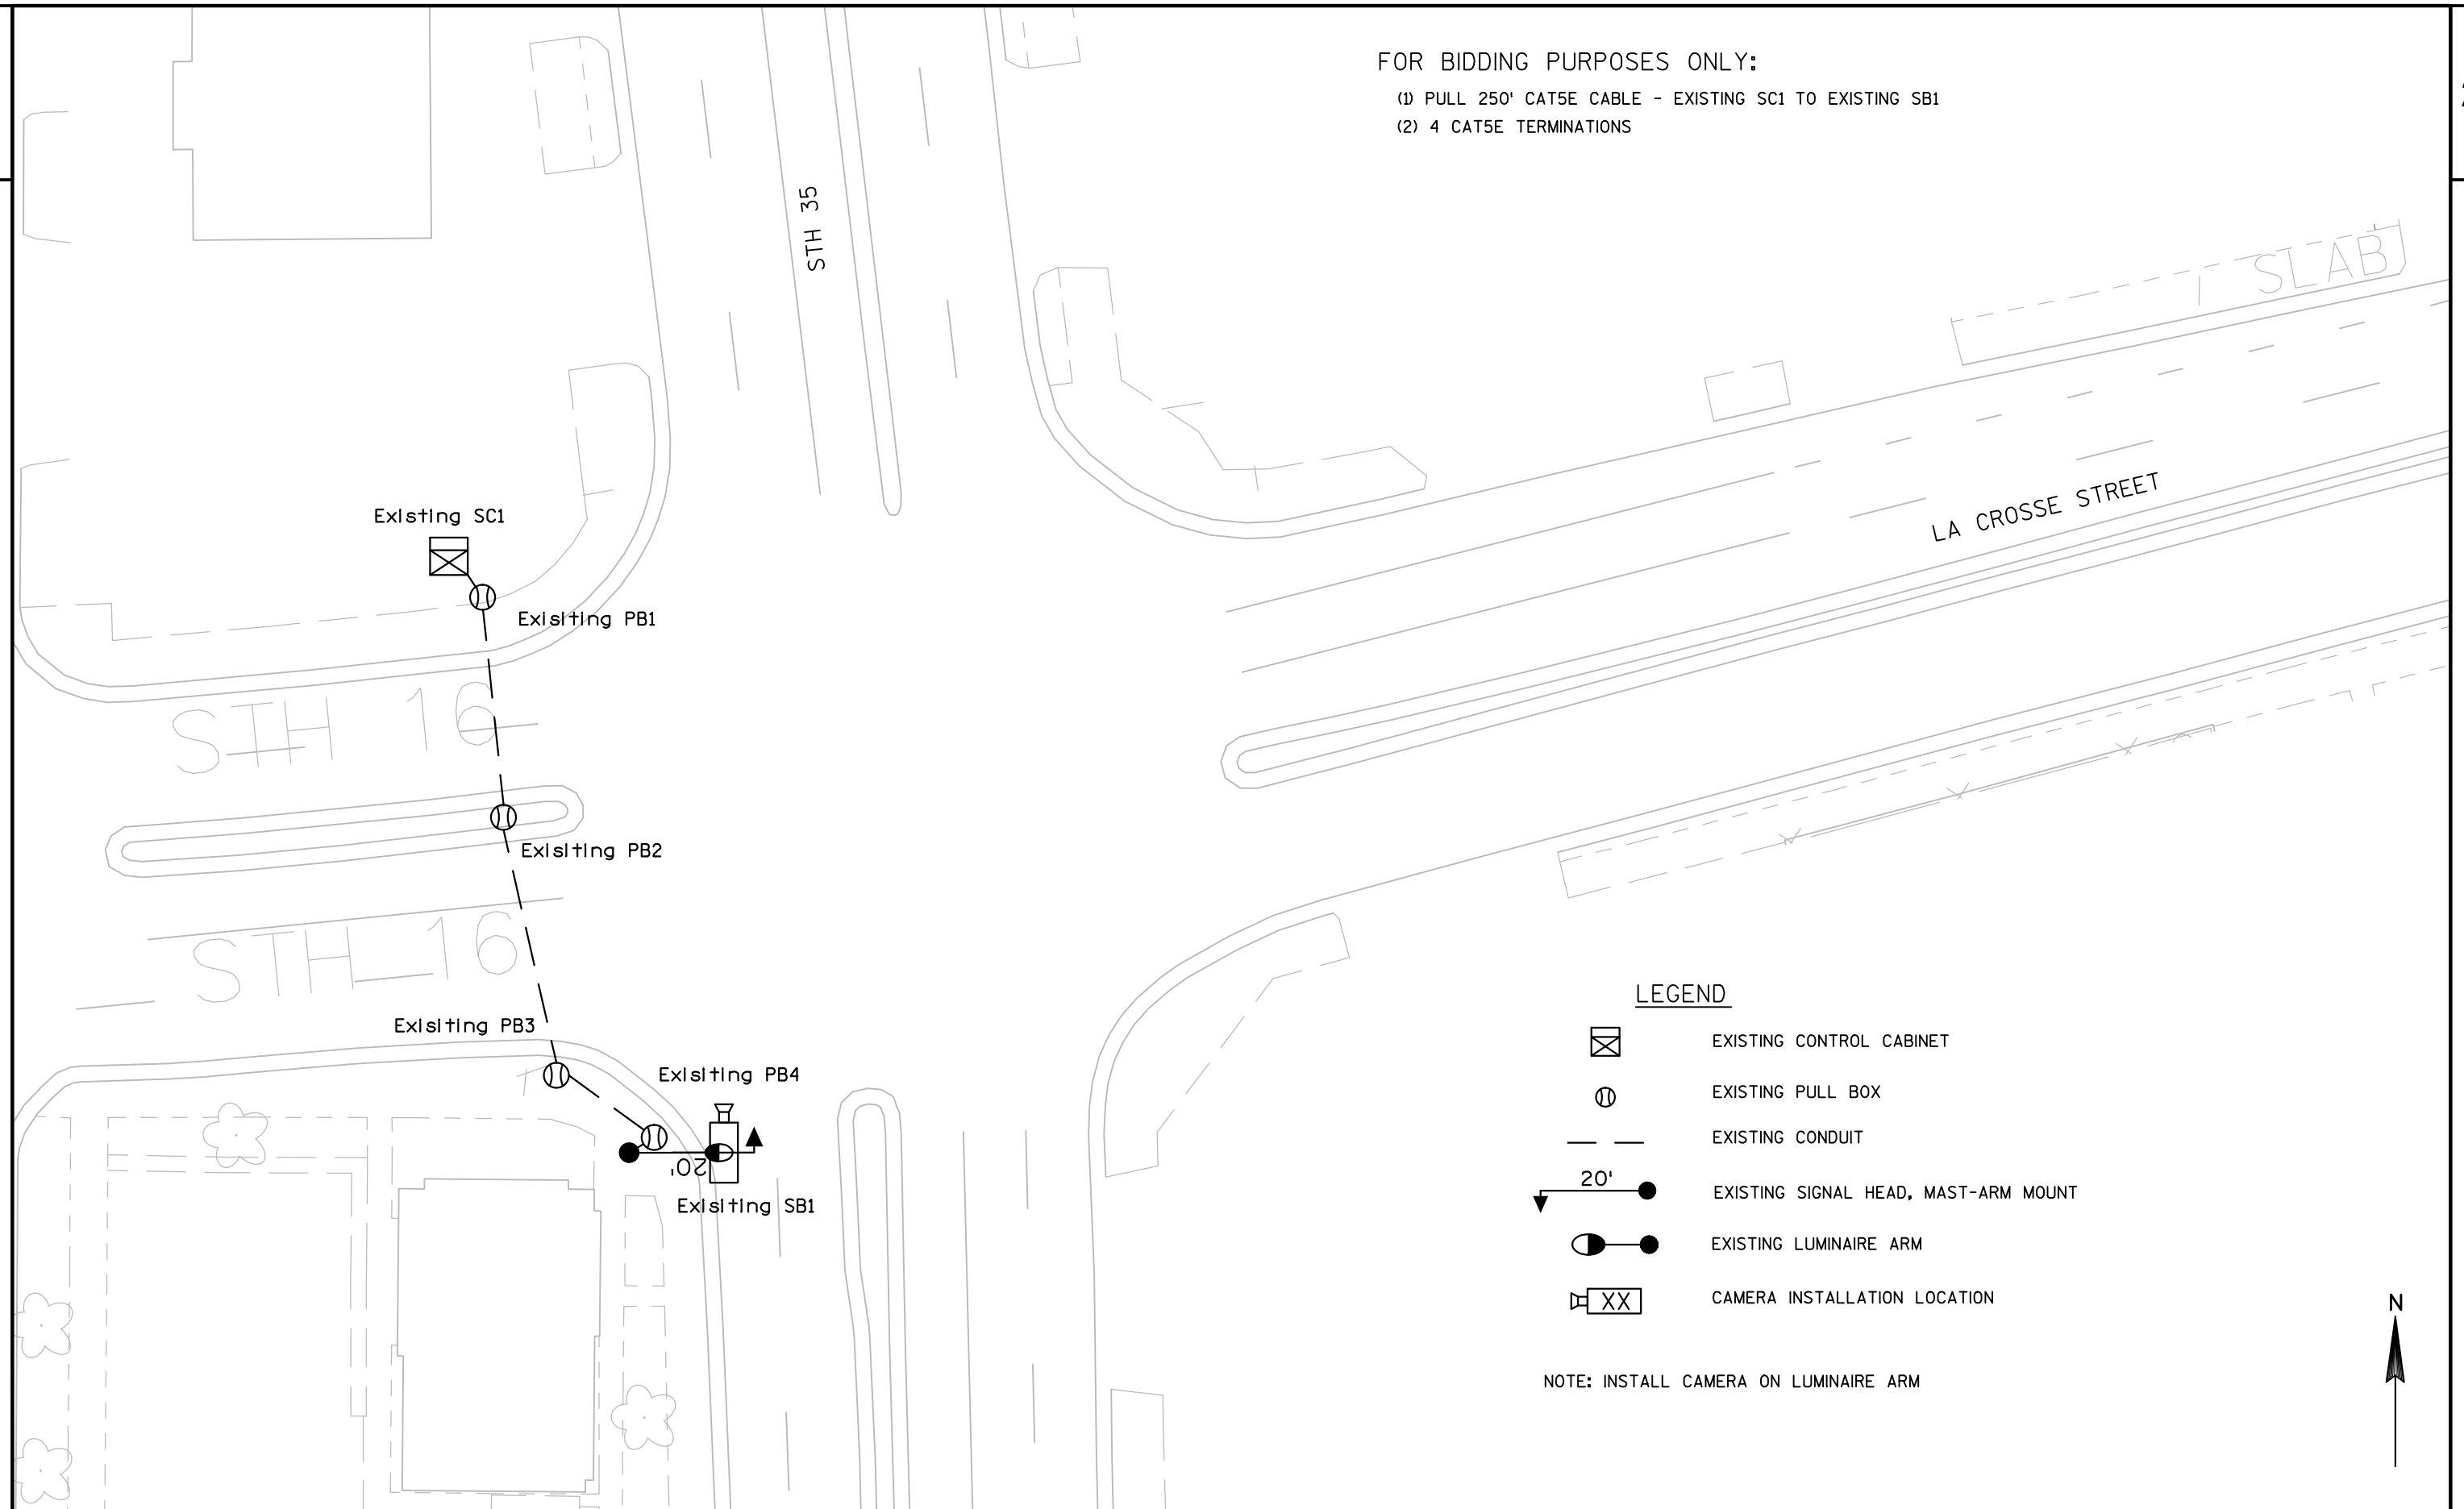 FOR BIDDING PURPOSES ONLY:
(1) PULL 250' CAT5E CABLE - EXISTING SC1 TO EXISTING SB1
(2) 4 CAT5E TERMINATIONS
STH 35
SLAB
LA CROSSE STREET
Existing SC1
Exisiting PB1
STH 16
Exisiting PB2
STH 16
Exisiting PB3
Exisiting PB4
20'
Exisiting SB1
LEGEND
EXISTING CONTROL CABINET
EXISTING PULL BOX
EXISTING CONDUIT
20'
EXISTING SIGNAL HEAD, MAST-ARM MOUNT
EXISTING LUMINAIRE ARM
XX
CAMERA INSTALLATION LOCATION
NOTE: INSTALL CAMERA ON LUMINAIRE ARM
N